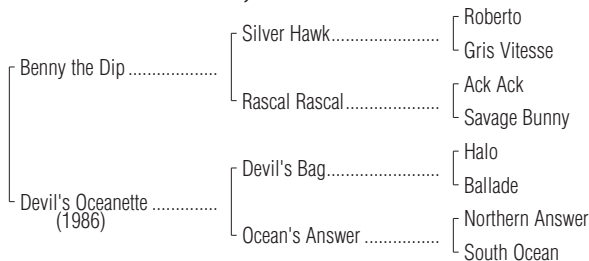 Roberto
Silver Hawk.....................
Gris Vitesse
Benny the Dip ..................
Ack Ack
Rascal Rascal...................
Savage Bunny
Halo
Devil's Bag.......................
Ballade
Devil's Oceanette .............
(1986)
Northern Answer
Ocean's Answer ...............
South Ocean